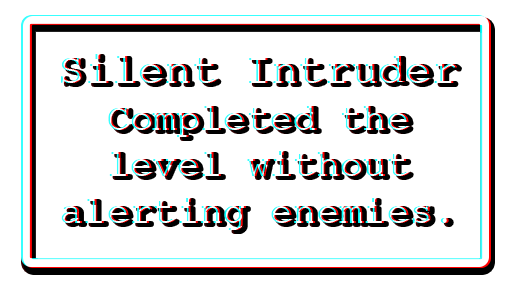 Silent Intruder
Completed the
level without
alerting enemies.